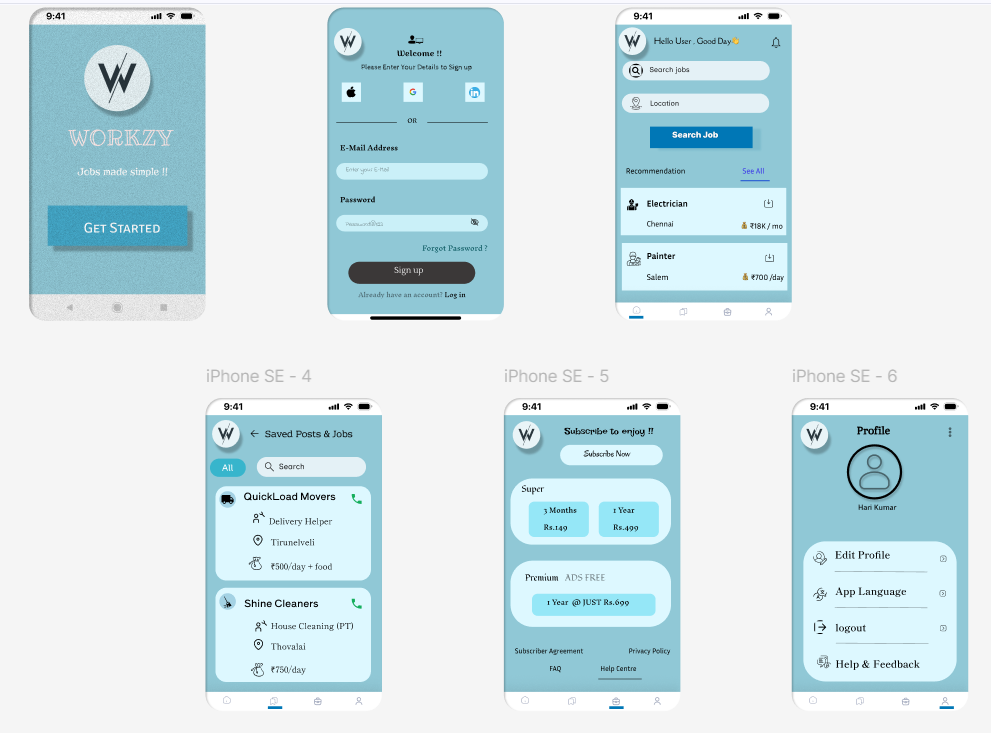 9:41
W
WORKZY
Jobs made simple !!
GET STARTED
W
Welcome !!
Please Enter Your Details to Sign up
G
in
OR
E-Mail Address
Enter your E-Mail
Password
Forgot Password ?
Sign up
Already have an account? Log in
9:41
W
Hello User . Good Day
Search jobs
Location
Search Job
Recommendation See All
Electrician
Chennai ₹18K / mo
Painter
Salem ₹700 /day
iPhone SE - 4
9:41
W
Saved Posts & Jobs
All Search
QuickLoad Movers
Delivery Helper
Tirunelveli
₹500/day + food
Shine Cleaners
House Cleaning (PT)
Thovalai
₹750/day
iPhone SE - 5
9:41
W
Subscribe to enjoy !!
Subscribe Now
Super
3 Months 1 Year
Rs.149 Rs.499
Premium ADS FREE
1 Year @ JUST Rs.699
Subscriber Agreement Privacy Policy
FAQ Help Centre
iPhone SE - 6
9:41
W
Profile
Hari Kumar
Edit Profile
App Language
logout
Help & Feedback